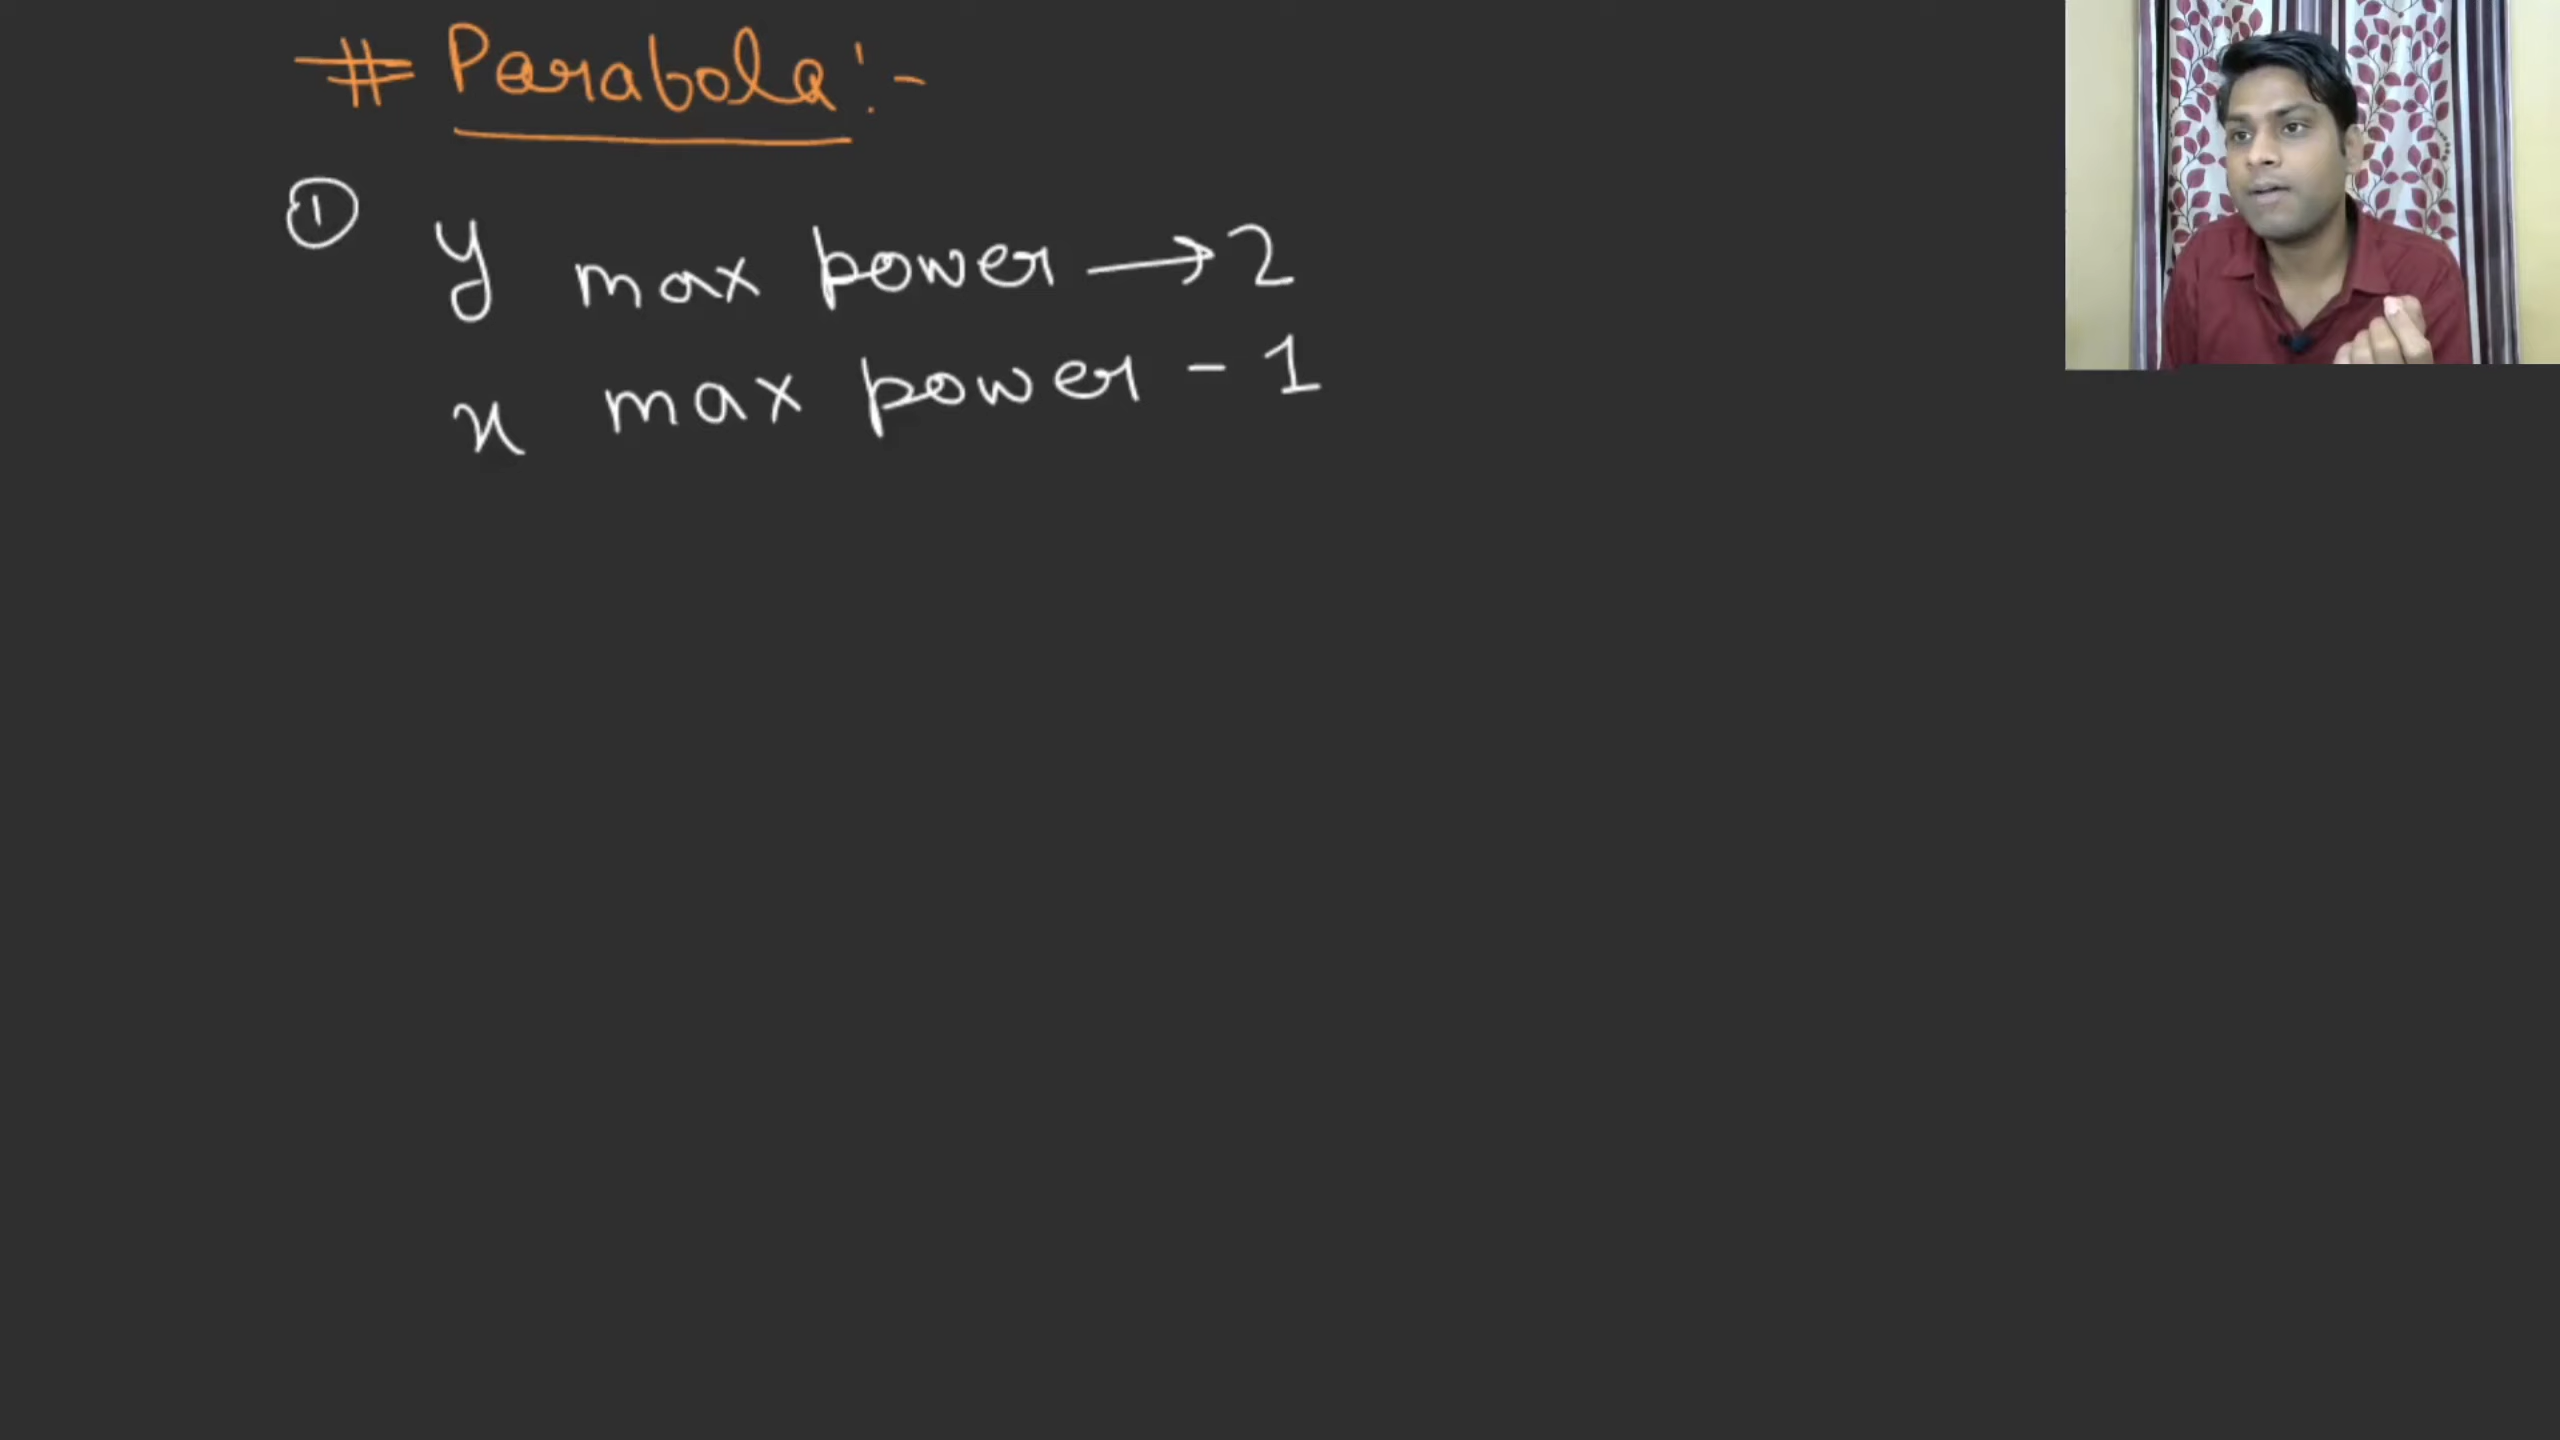 # Parabola :-
① y max power → 2
x max power - 1